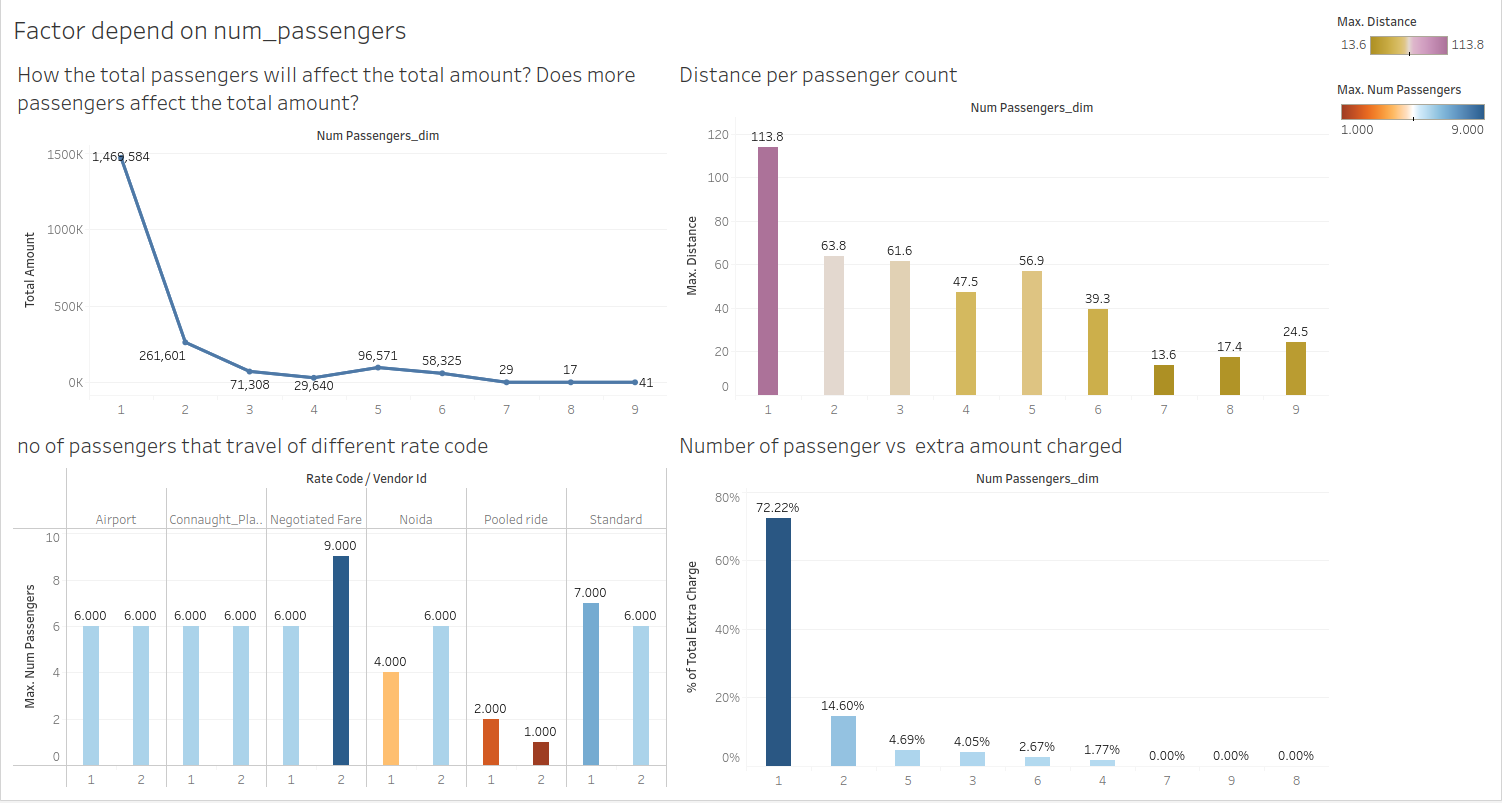 Factor depend on num_passengers
How the total passengers will affect the total amount? Does more
passengers affect the total amount?
Num Passengers_dim
Total Amount
1500K
1000K
500K
0K
1,469,584
261,601
71,308
29,640
96,571
58,325
29
17
41
1 2 3 4 5 6 7 8 9
Distance per passenger count
Num Passengers_dim
Max. Distance
120
100
80
60
40
20
0
113.8
63.8
61.6
47.5
56.9
39.3
13.6
17.4
24.5
1 2 3 4 5 6 7 8 9
Max. Distance
13.6 113.8
Max. Num Passengers
1.000 9.000
no of passengers that travel of different rate code
Rate Code / Vendor Id
Airport Connaught_Pla.. Negotiated Fare Noida Pooled ride Standard
Max. Num Passengers
10
8
6
4
2
0
6.000 6.000 6.000 6.000 6.000 9.000 4.000 6.000 2.000 1.000 7.000 6.000
1 2 1 2 1 2 1 2 1 2 1 2
Number of passenger vs extra amount charged
Num Passengers_dim
% of Total Extra Charge
80%
60%
40%
20%
0%
72.22%
14.60%
4.69%
4.05%
2.67%
1.77%
0.00%
0.00%
0.00%
1 2 5 3 6 4 7 9 8